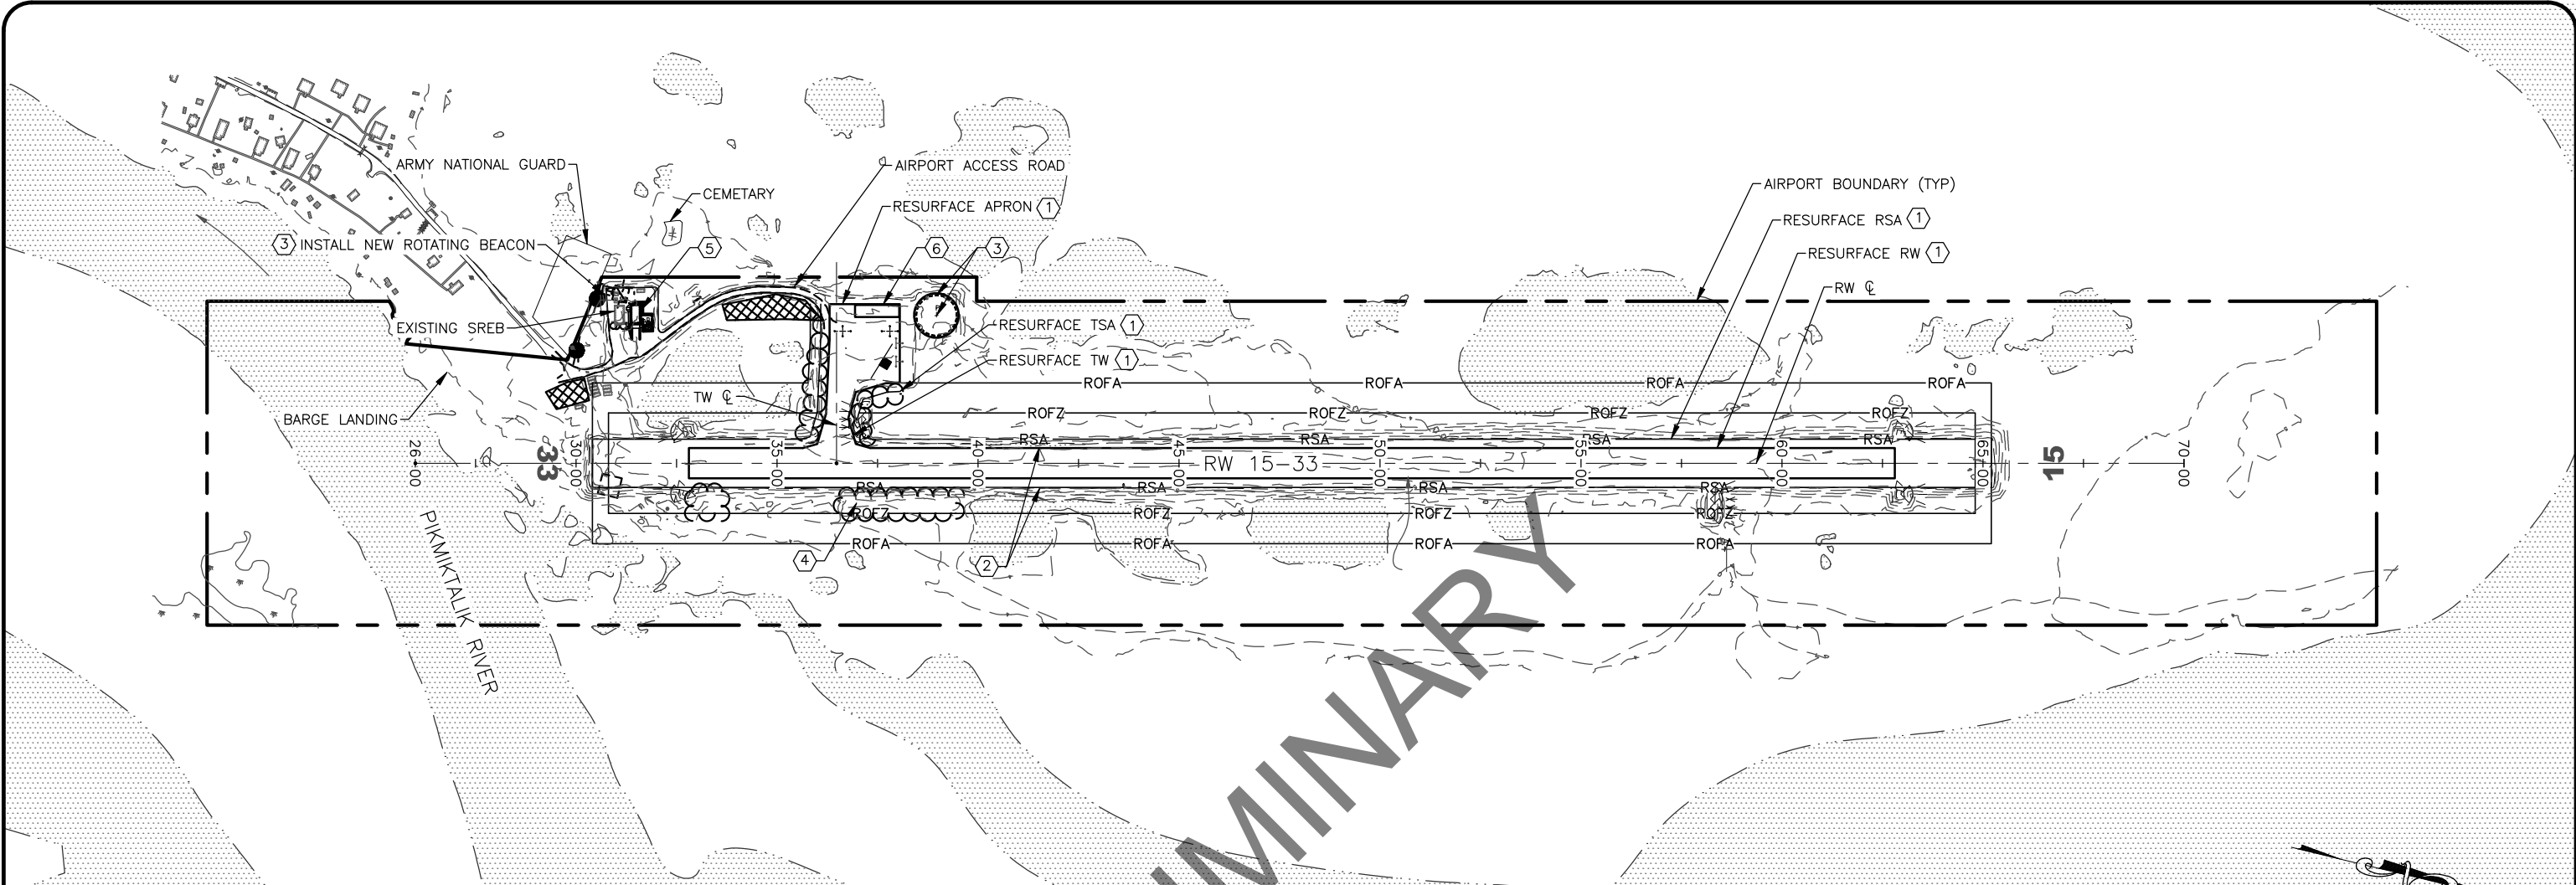 ARMY NATIONAL GUARD
AIRPORT ACCESS ROAD
CEMETARY
AIRPORT BOUNDARY (TYP)
RESURFACE APRON 1
RESURFACE RSA 1
3 INSTALL NEW ROTATING BEACON
5
6
3
RESURFACE RW 1
RW ℄
EXISTING SREB
RESURFACE TSA 1
RESURFACE TW 1
ROFA ROFA ROFA ROFA
TW ℄
BARGE LANDING
ROFZ ROFZ ROFZ ROFZ
RSA RSA RSA RSA
26+00 33 30+00 35+00 40+00 45+00 RW 15-33 50+00 55+00 60+00 65+00 15 70+00
RSA RSA RSA RSA
ROFZ ROFZ ROFZ ROFZ
ROFA ROFA ROFA ROFA
4
2
PIKMIKTALIK RIVER
IMINARY